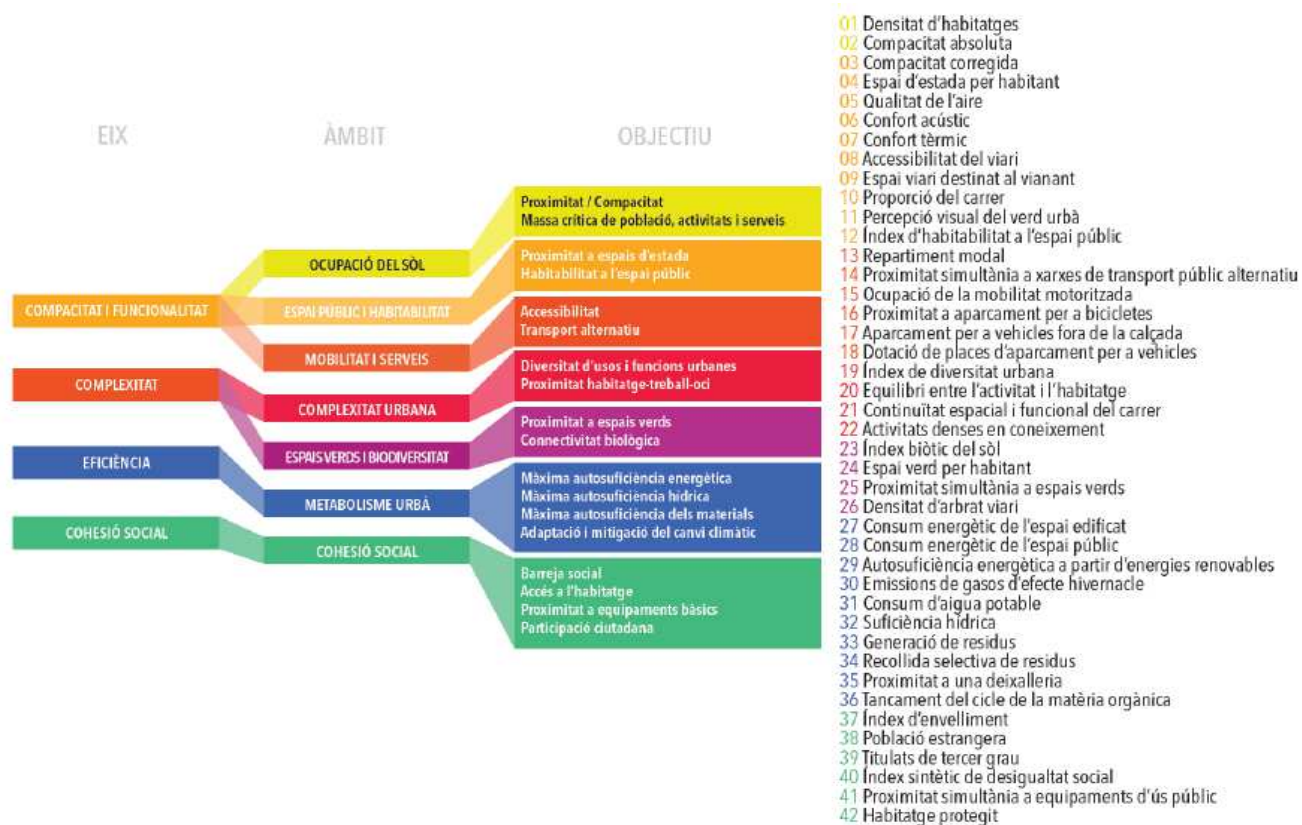 EIX
ÀMBIT
OBJECTIU
COMPACITAT I FUNCIONALITAT
COMPLEXITAT
EFICIÈNCIA
COHESIÓ SOCIAL
OCUPACIÓ DEL SÒL
ESPAI PÚBLIC I HABITABILITAT
MOBILITAT I SERVEIS
COMPLEXITAT URBANA
ESPAIS VERDS I BIODIVERSITAT
METABOLISME URBÀ
COHESIÓ SOCIAL
Proximitat / Compacitat
Massa crítica de població, activitats i serveis
Proximitat a espais d'estada
Habitabilitat a l'espai públic
Accessibilitat
Transport alternatiu
Diversitat d'usos i funcions urbanes
Proximitat habitatge-treball-oci
Proximitat a espais verds
Connectivitat biològica
Màxima autosuficiència energètica
Màxima autosuficiència hídrica
Màxima autosuficiència dels materials
Adaptació i mitigació del canvi climàtic
Barreja social
Accés a l'habitatge
Proximitat a equipaments bàsics
Participació ciutadana
01 Densitat d'habitatges
02 Compacitat absoluta
03 Compacitat corregida
04 Espai d'estada per habitant
05 Qualitat de l'aire
06 Confort acústic
07 Confort tèrmic
08 Accessibilitat del viari
09 Espai viari destinat al vianant
10 Proporció del carrer
11 Percepció visual del verd urbà
12 Índex d'habitabilitat a l'espai públic
13 Repartiment modal
14 Proximitat simultània a xarxes de transport públic alternatiu
15 Ocupació de la mobilitat motoritzada
16 Proximitat a aparcament per a bicicletes
17 Aparcament per a vehicles fora de la calçada
18 Dotació de places d'aparcament per a vehicles
19 Índex de diversitat urbana
20 Equilibri entre l'activitat i l'habitatge
21 Continuïtat espacial i funcional del carrer
22 Activitats denses en coneixement
23 Índex biòtic del sòl
24 Espai verd per habitant
25 Proximitat simultània a espais verds
26 Densitat d'arbrat viari
27 Consum energètic de l'espai edificat
28 Consum energètic de l'espai públic
29 Autosuficiència energètica a partir d'energies renovables
30 Emissions de gasos d'efecte hivernacle
31 Consum d'aigua potable
32 Suficiència hídrica
33 Generació de residus
34 Recollida selectiva de residus
35 Proximitat a una deixalleria
36 Tancament del cicle de la matèria orgànica
37 Índex d'envelliment
38 Població estrangera
39 Titulats de tercer grau
40 Índex sintètic de desigualtat social
41 Proximitat simultània a equipaments d'ús públic
42 Habitatge protegit